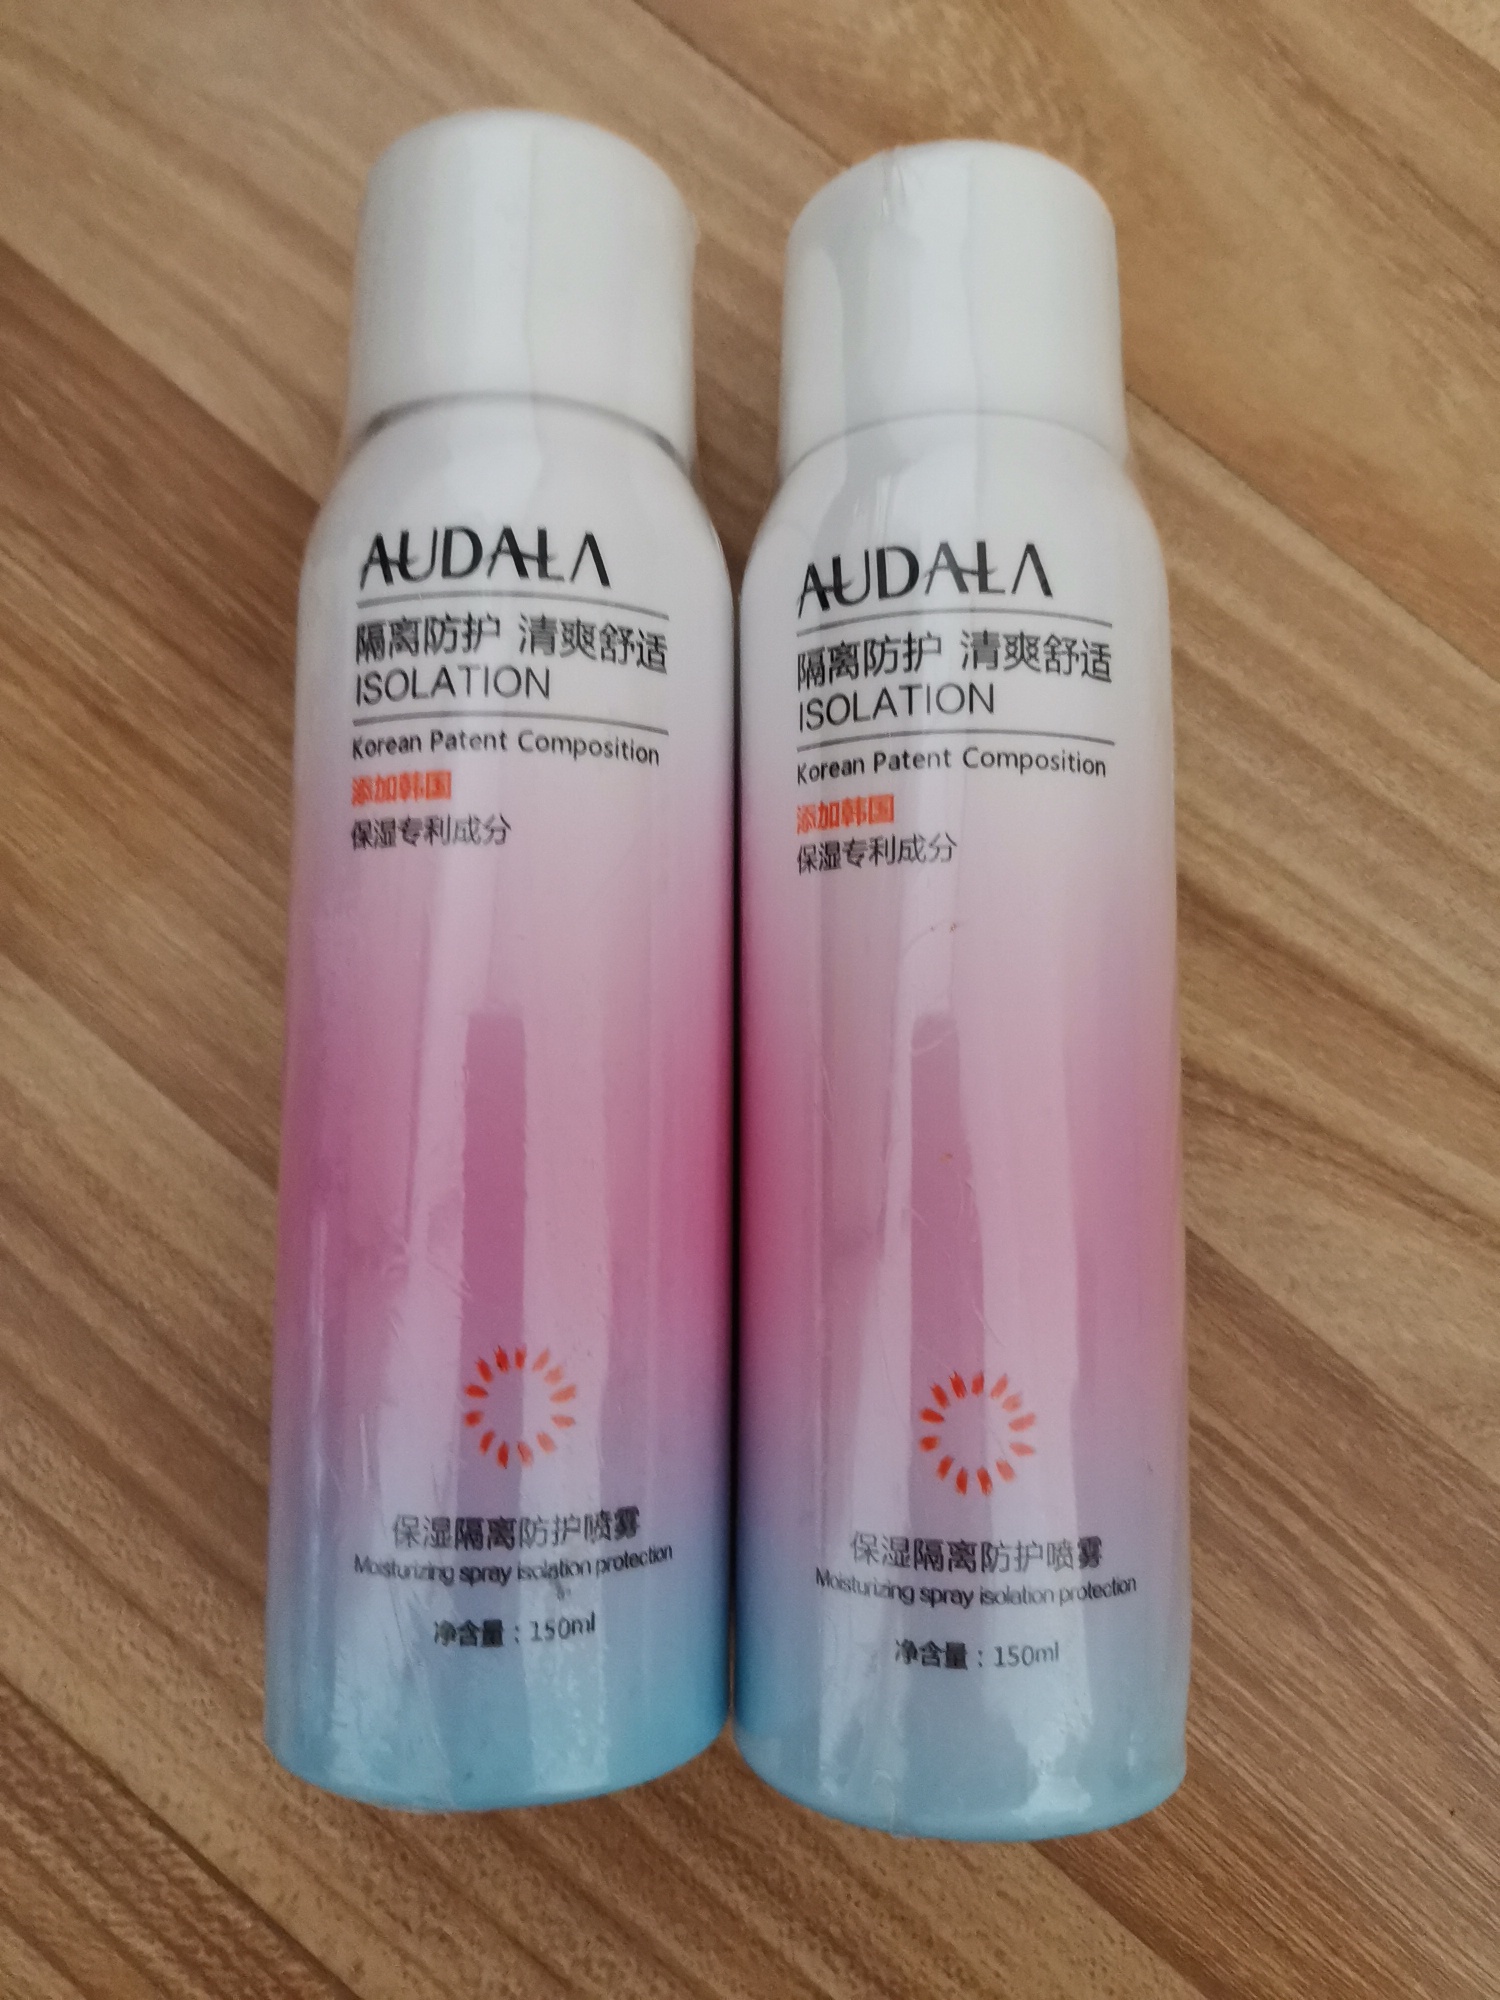 AUDALA
隔离防护 清爽舒适
ISOLATION
Korean Patent Composition
添加韩国
保湿专利成分
保湿隔离防护喷雾
Moisturizing spray isolation protection
净含量：150ml
AUDALA
隔离防护 清爽舒适
ISOLATION
Korean Patent Composition
添加韩国
保湿专利成分
保湿隔离防护喷雾
Moisturizing spray isolation protection
净含量：150ml